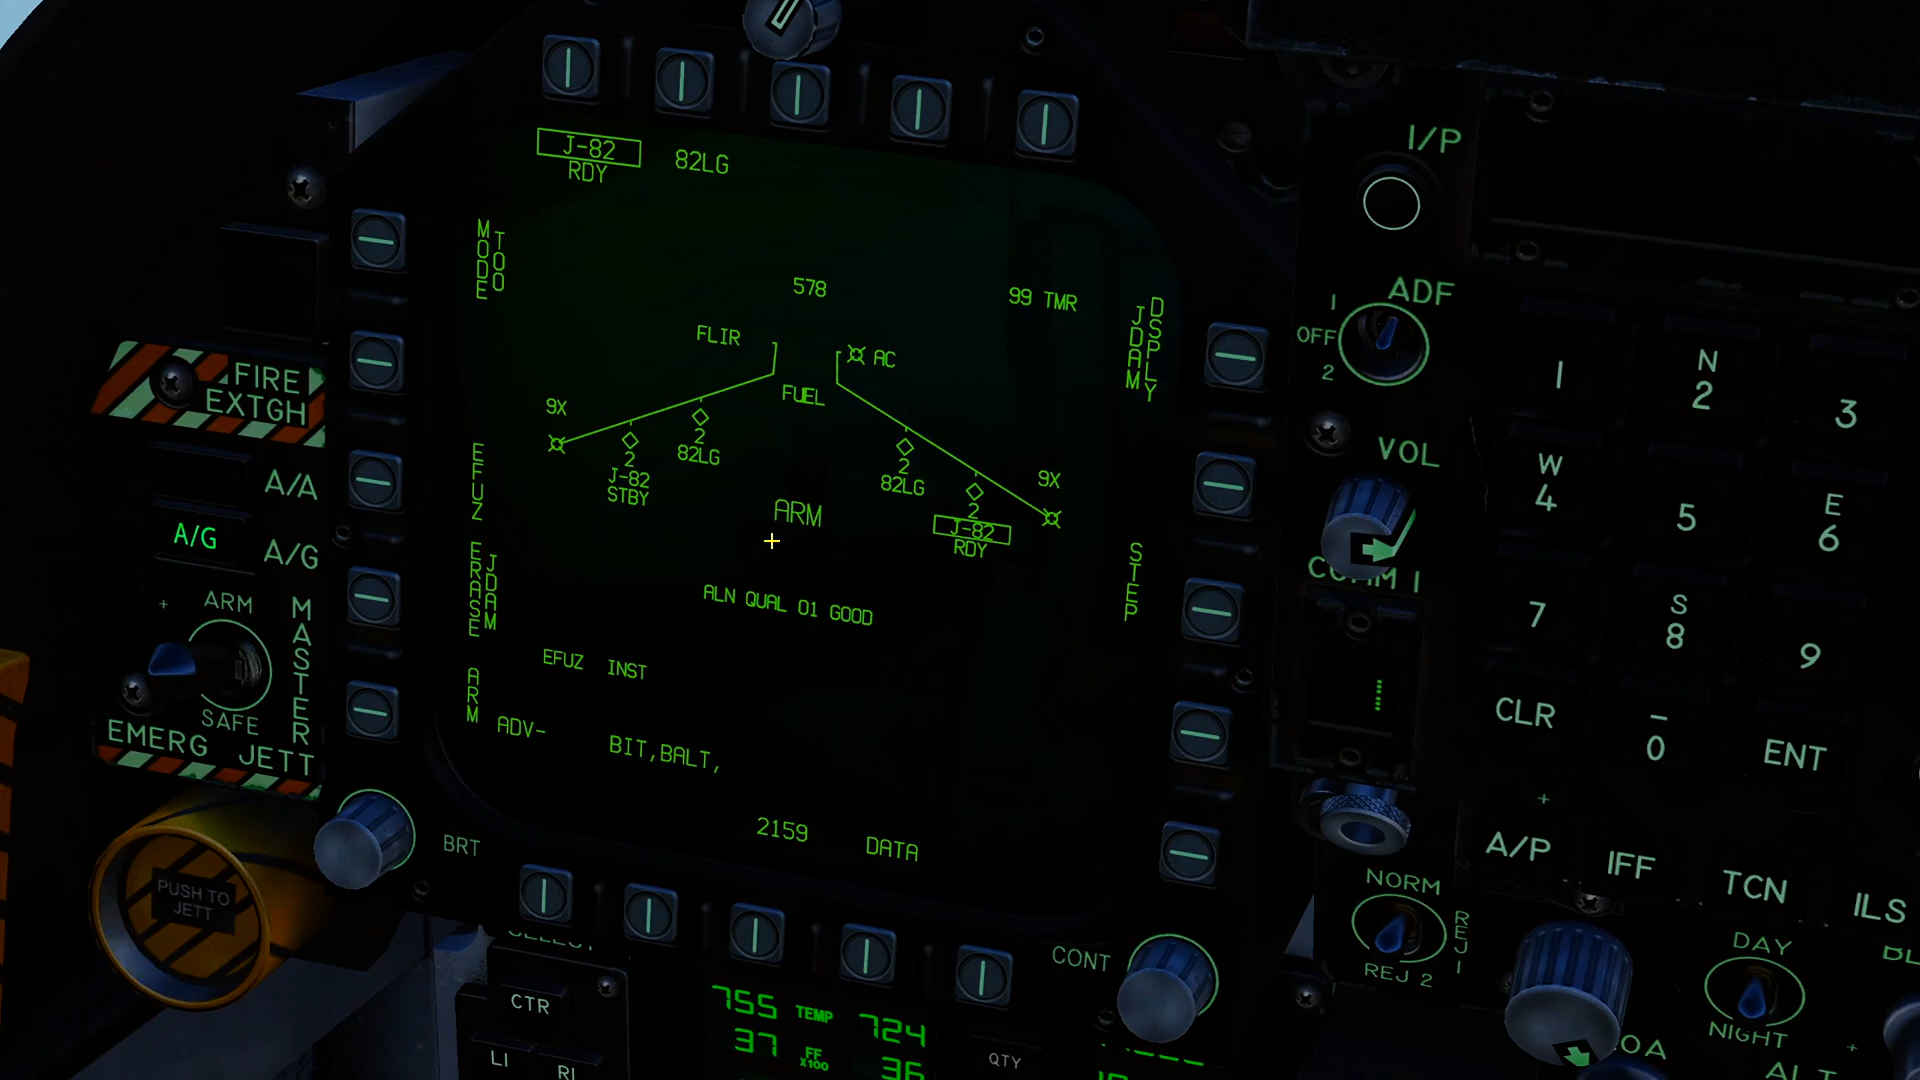 J-82
RDY
82LG
MODE
TOO
578
99 TMR
JDAM
DSPLY
FLIR
AC
FUEL
9X
9X
2
82LG
2
J-82
STBY
2
82LG
2
J-82
RDY
ARM
EFUZ
ERASE
JDAM
STEP
ALN QUAL 01 GOOD
EFUZ INST
ARM
ADV-
BIT,BALT,
2159
DATA
FIRE
EXTGH
A/A
A/G
A/G
ARM
MASTER
SAFE
EMERG JETT
PUSH TO
JETT
BRT
CONT
CTR
LI
755 TEMP 724
37 FF X100 36
QTY
I/P
ADF
1
OFF
2
VOL
COMM 1
1
N
2
3
W
4
5
E
6
7
S
8
9
CLR
–
0
ENT
A/P
IFF
TCN
ILS
NORM
REJ 1
REJ 2
DAY
NIGHT